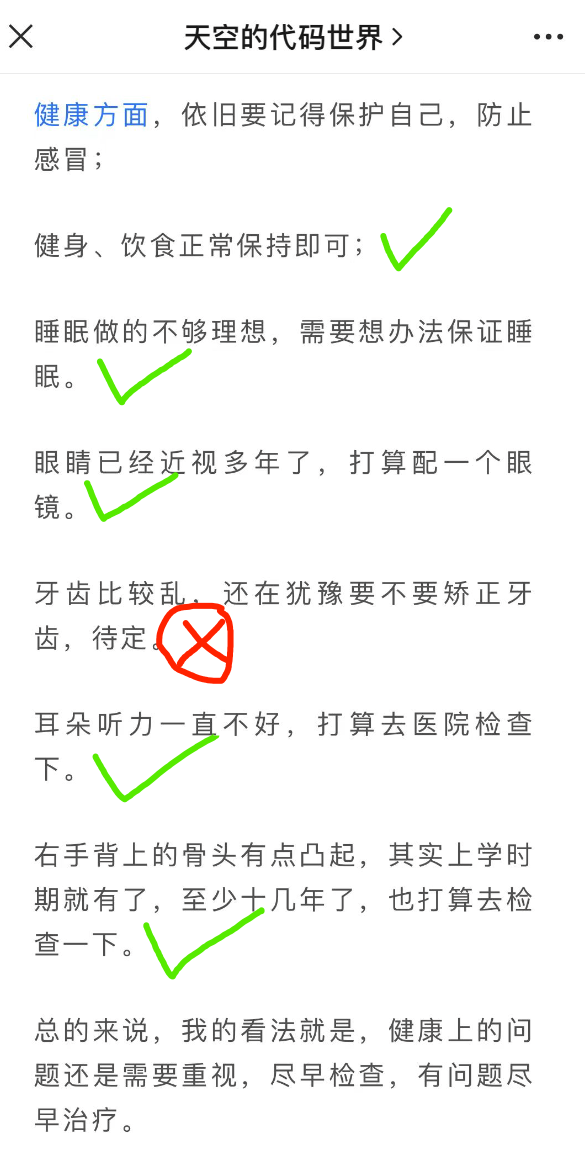 天空的代码世界
健康方面，依旧要记得保护自己，防止
感冒；
健身、饮食正常保持即可；
睡眠做的不够理想，需要想办法保证睡
眠。
眼睛已经近视多年了，打算配一个眼
镜。
牙齿比较乱，还在犹豫要不要矫正牙
齿，待定。
耳朵听力一直不好，打算去医院检查
下。
右手背上的骨头有点凸起，其实上学时
期就有了，至少十几年了，也打算去检
查一下。
总的来说，我的看法就是，健康上的问
题还是需要重视，尽早检查，有问题尽
早治疗。